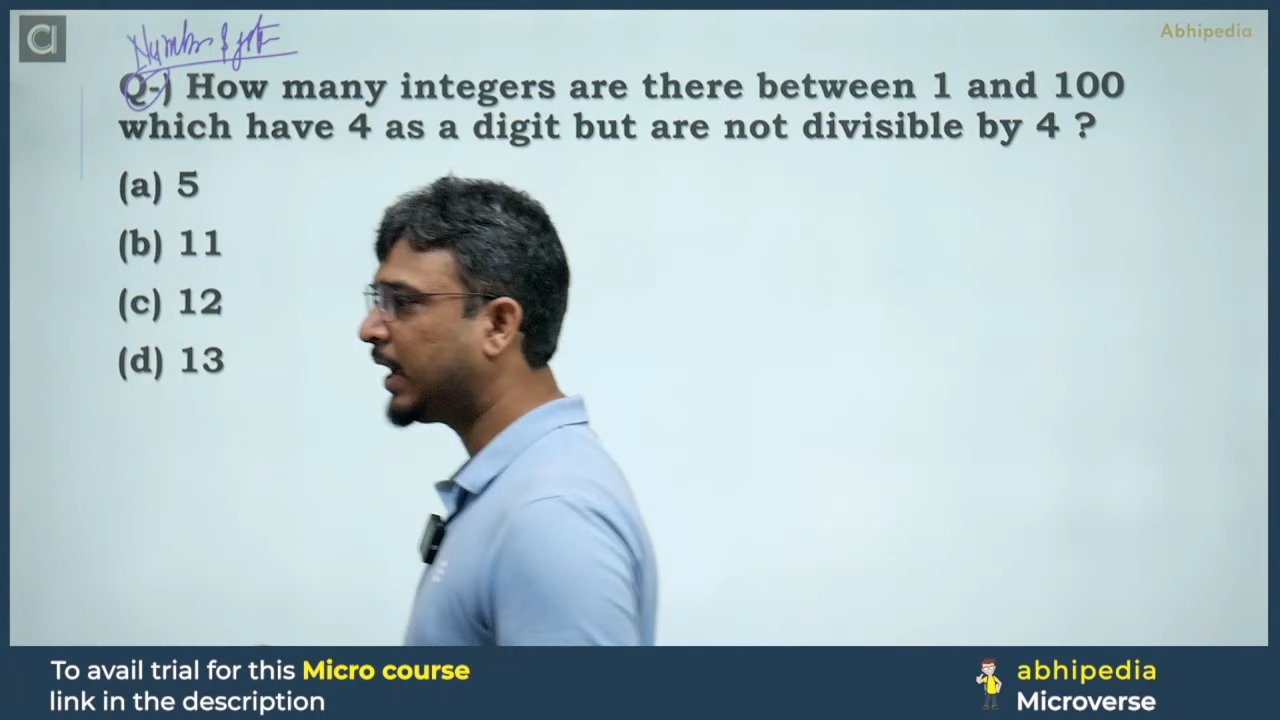 Abhipedia
Number System
Q-) How many integers are there between 1 and 100
which have 4 as a digit but are not divisible by 4 ?
(a) 5
(b) 11
(c) 12
(d) 13
To avail trial for this Micro course
link in the description
abhipedia
Microverse